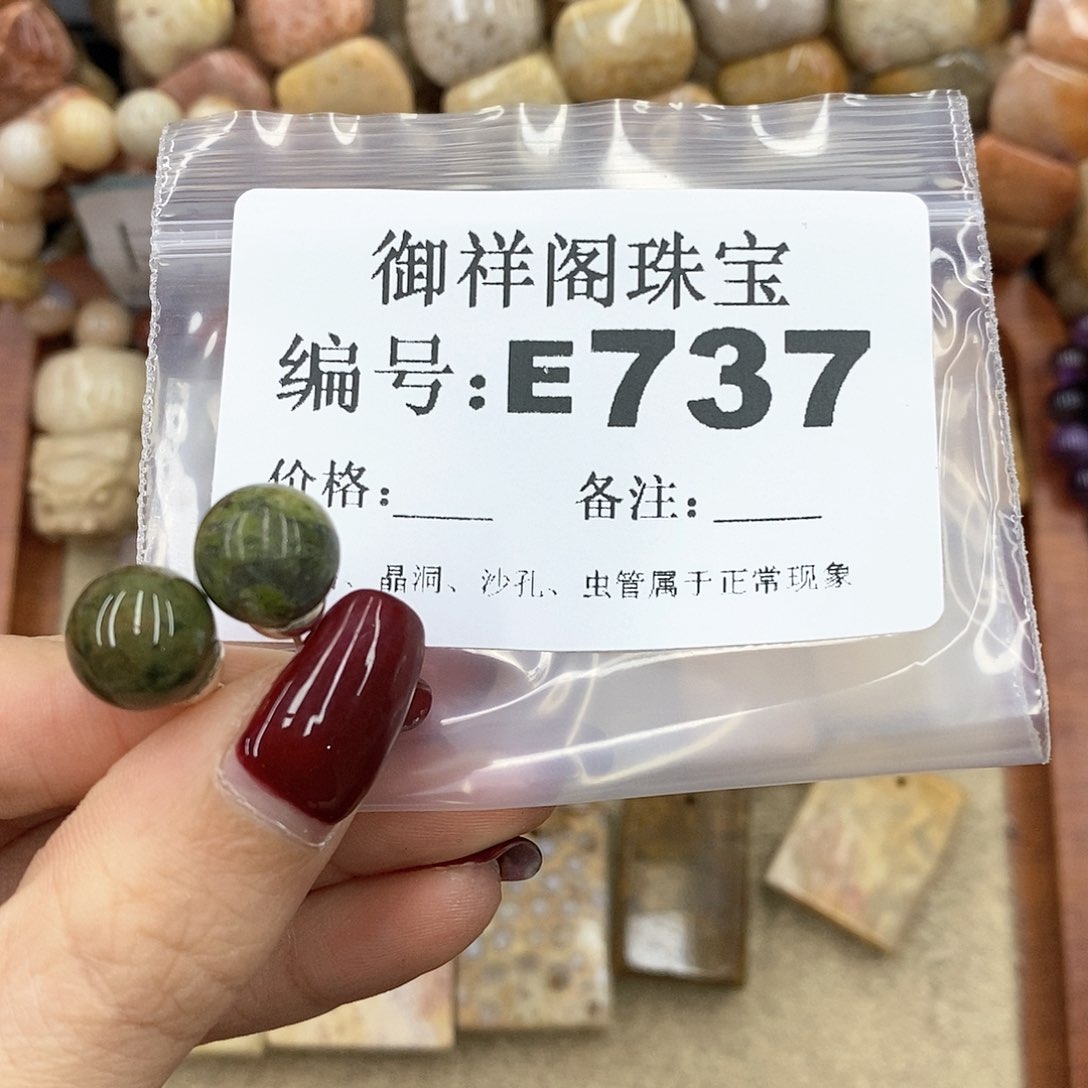 御祥阁珠宝
编号:E737
价格:____ 备注:____
、晶洞、沙孔、虫管属于正常现象